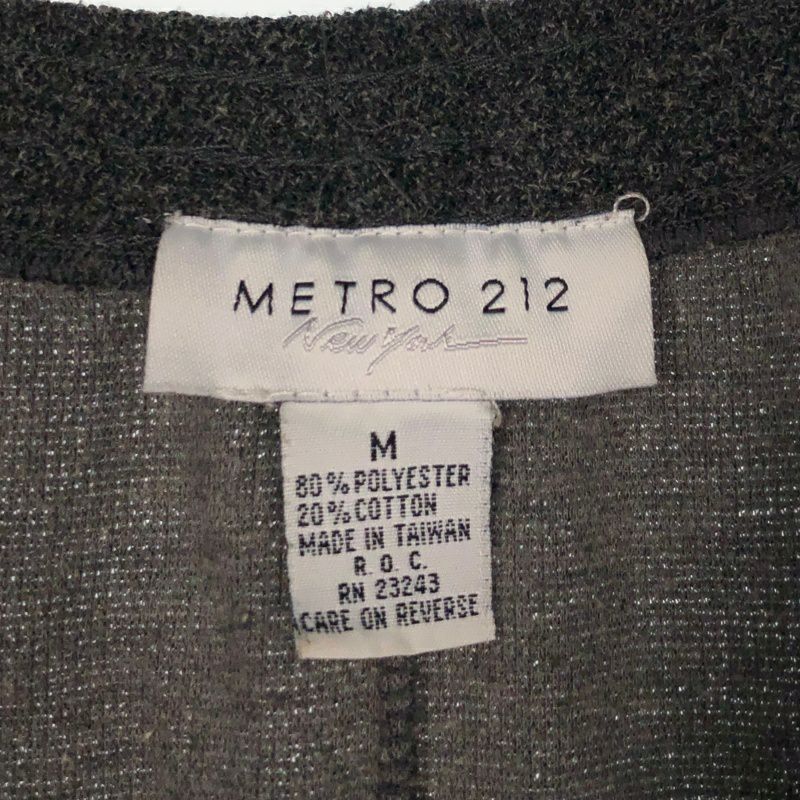 METRO 212
New York
M
80% POLYESTER
20% COTTON
MADE IN TAIWAN
R. O. C.
RN 23243
CARE ON REVERSE